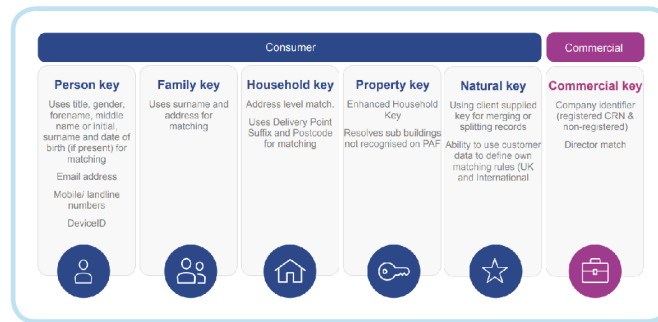 Consumer
Commercial
Person key
Uses title, gender,
forename, middle
name or initial,
surname and date of
birth (if present) for
matching
Email address
Mobile/ landline
numbers
DeviceID
Family key
Uses surname and
address for
matching
Household key
Address level match.
Uses Delivery Point
Suffix and Postcode
for matching
Property key
Enhanced Household
Key
Resolves sub buildings
not recognised on PAF
Natural key
Using client supplied
key for merging or
splitting records
Ability to use customer
data to define own
matching rules (UK
and International
Commercial key
Company identifier
(registered CRN &
non-registered)
Director match